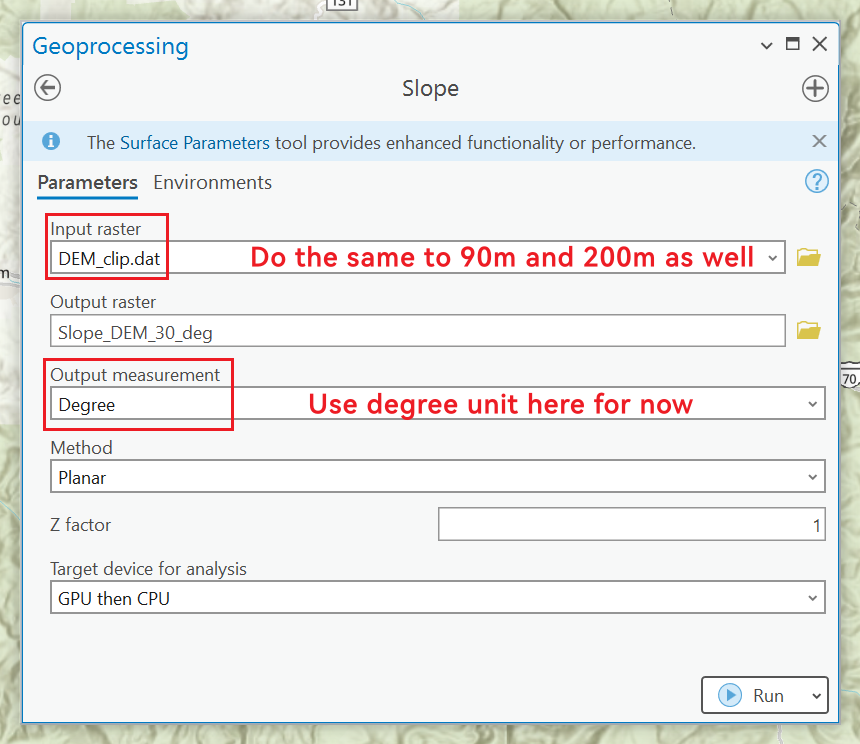 131
Geoprocessing
Slope
The Surface Parameters tool provides enhanced functionality or performance.
Parameters Environments
?
Input raster
DEM_clip.dat
Do the same to 90m and 200m as well
Output raster
Slope_DEM_30_deg
Output measurement
Degree
Use degree unit here for now
70
Method
Planar
Z factor
1
Target device for analysis
GPU then CPU
Run